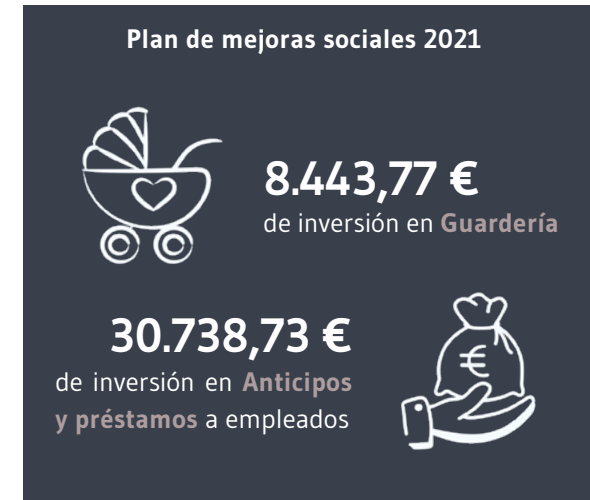 Plan de mejoras sociales 2021
8.443,77 €
de inversión en Guardería
30.738,73 €
de inversión en Anticipos
y préstamos a empleados
€